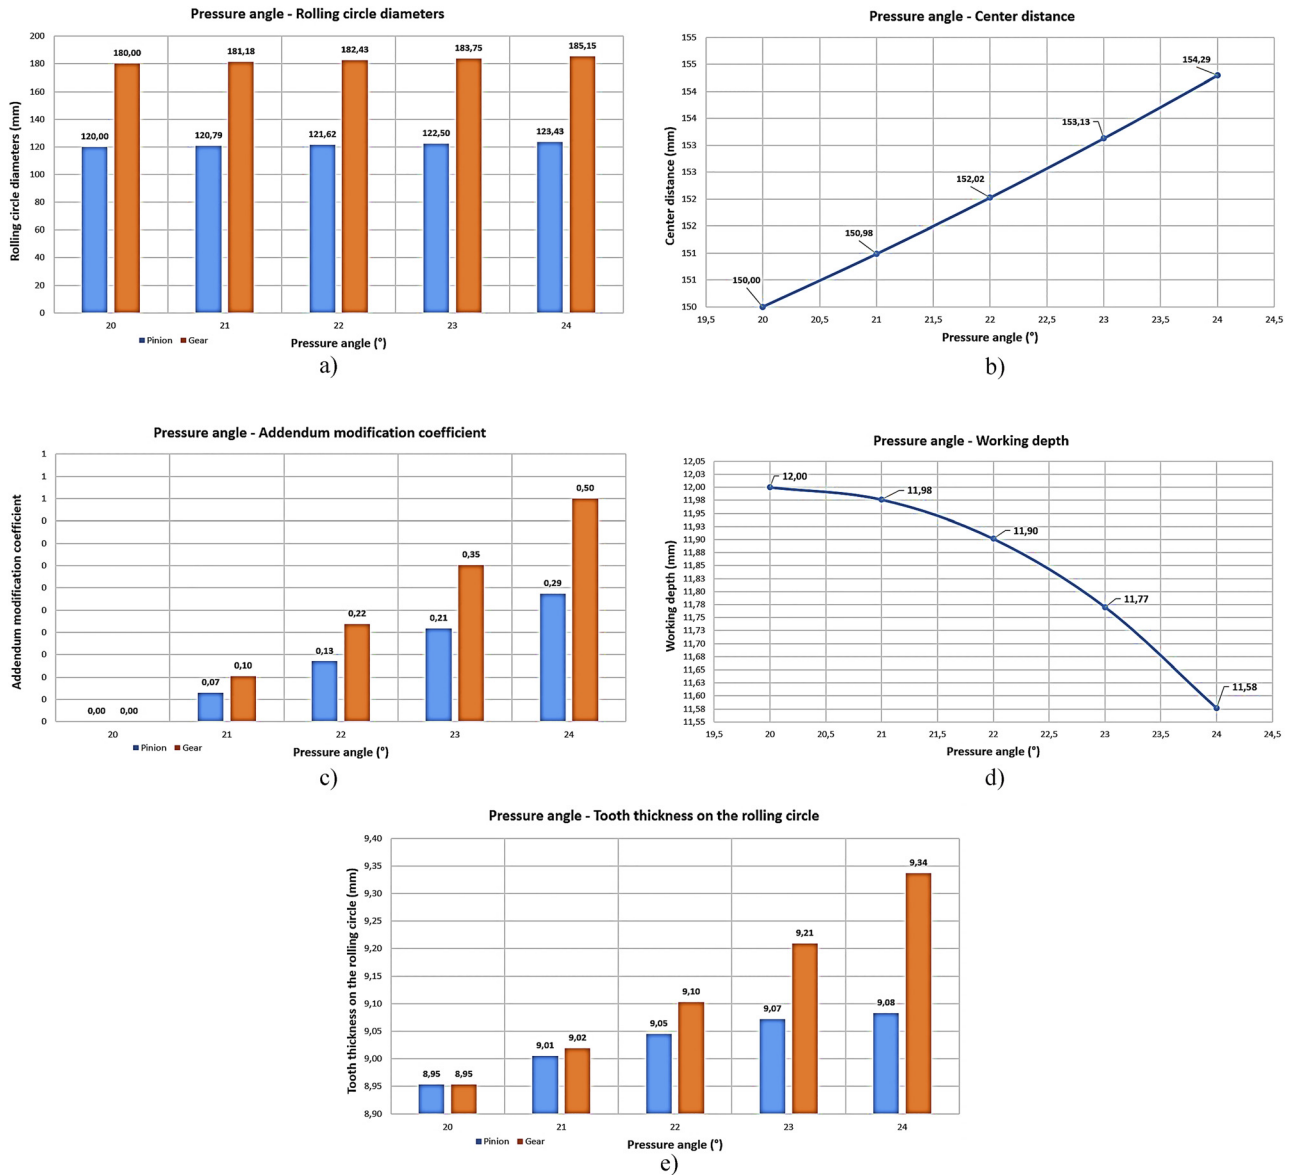 Pressure angle - Rolling circle diameters
Rolling circle diameters (mm)
200
180
160
140
120
100
80
60
40
20
0
120,00 180,00 120,79 181,18 121,62 182,43 122,50 183,75 123,43 185,15
20 21 22 23 24
Pinion Gear
Pressure angle (°)
a)
Pressure angle - Center distance
Center distance (mm)
155
155
154
154
153
153
152
152
151
151
150
150,00 150,98 152,02 153,13 154,29
19,5 20 20,5 21 21,5 22 22,5 23 23,5 24 24,5
Pressure angle (°)
b)
Pressure angle - Addendum modification coefficient
Addendum modification coefficient
1
1
1
0
0
0
0
0
0
0
0
0
0
0,00 0,00 0,07 0,10 0,13 0,22 0,21 0,35 0,29 0,50
20 21 22 23 24
Pinion Gear
Pressure angle (°)
c)
Pressure angle - Working depth
Working depth (mm)
12,05
12,03
12,00
11,98
11,95
11,93
11,90
11,88
11,85
11,83
11,80
11,78
11,75
11,73
11,70
11,68
11,65
11,63
11,60
11,58
11,55
12,00 11,98 11,90 11,77 11,58
19,5 20 20,5 21 21,5 22 22,5 23 23,5 24 24,5
Pressure angle (°)
d)
Pressure angle - Tooth thickness on the rolling circle
Tooth thickness on the rolling circle (mm)
9,40
9,35
9,30
9,25
9,20
9,15
9,10
9,05
9,00
8,95
8,90
8,95 8,95 9,01 9,02 9,05 9,10 9,07 9,21 9,08 9,34
20 21 22 23 24
Pinion Gear
Pressure angle (°)
e)